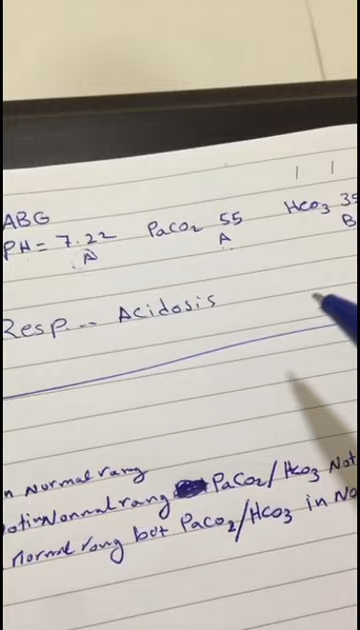 ABG
PH = 7.22 PaCO2 55 HCO3 35
A A B
Resp... Acidosis
n Normal rang
Normal rang PaCO2/HCO3 Not
normal rang but PaCO2/HCO3 in No